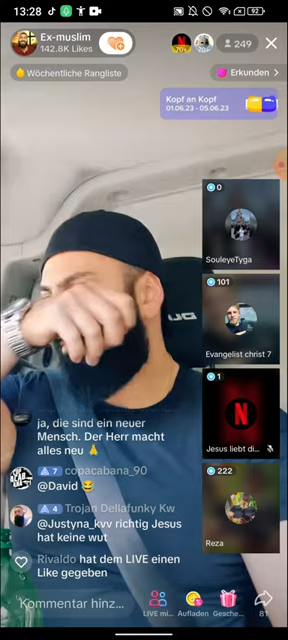 13:28
92
Ex-muslim
142.8K Likes
20+
249
Wöchentliche Rangliste
Erkunden
Kopf an Kopf
01.06.23 - 05.06.23
0
SouleyeTyga
101
Evangelist christ 7
1
N
Jesus liebt di...
222
Reza
ja, die sind ein neuer
Mensch. Der Herr macht
alles neu 🙏
7 copacabana_90
@David 😂
4 Trojan Dellafunky Kw
@Justyna_kvv richtig Jesus
hat keine wut
Rivaldo hat dem LIVE einen
Like gegeben
Kommentar hinz...
LIVE mi...
Aufladen
Gesche...
81